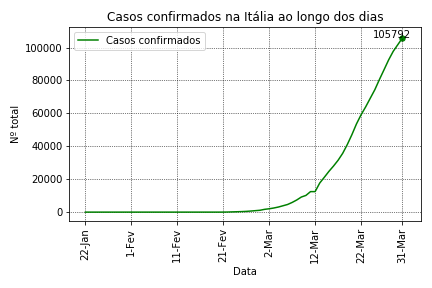 Casos confirmados na Itália ao longo dos dias
105792
Casos confirmados
100000
80000
60000
40000
20000
0
Nº total
22-Jan
1-Fev
11-Fev
21-Fev
2-Mar
12-Mar
22-Mar
31-Mar
Data